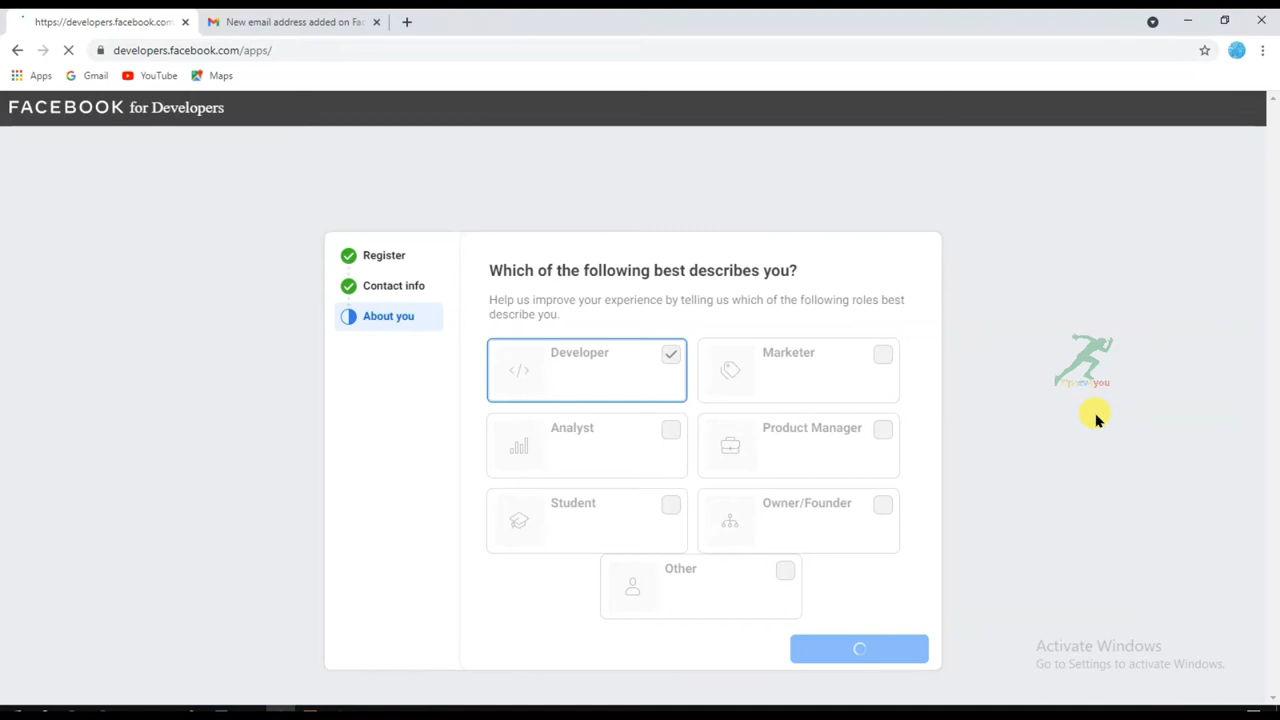 https://developers.facebook.com
New email address added on Fac
developers.facebook.com/apps/
Apps
Gmail
YouTube
Maps
FACEBOOK for Developers
Register
Contact info
About you
Which of the following best describes you?
Help us improve your experience by telling us which of the following roles best
describe you.
Developer
Marketer
Analyst
Product Manager
Student
Owner/Founder
Other
you
Activate Windows
Go to Settings to activate Windows.